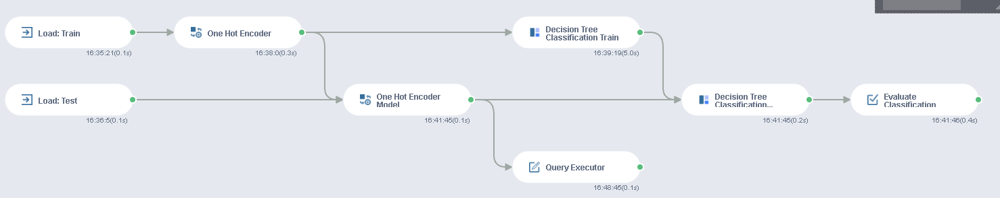 Load: Train
16:35:21(0.1s)
One Hot Encoder
16:38:0(0.3s)
Decision Tree
Classification Train
16:39:19(5.0s)
Load: Test
16:36:5(0.1s)
One Hot Encoder
Model
16:41:45(0.1s)
Decision Tree
Classification...
16:41:45(0.2s)
Evaluate
Classification
16:41:46(0.4s)
Query Executor
16:48:45(0.1s)